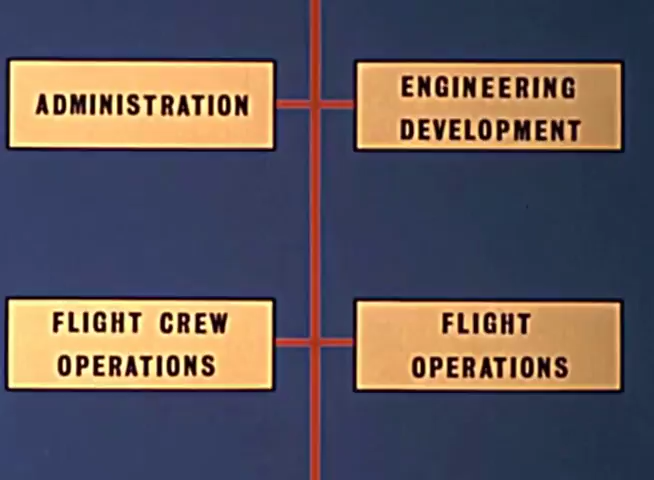 ADMINISTRATION
ENGINEERING
DEVELOPMENT
FLIGHT CREW
OPERATIONS
FLIGHT
OPERATIONS